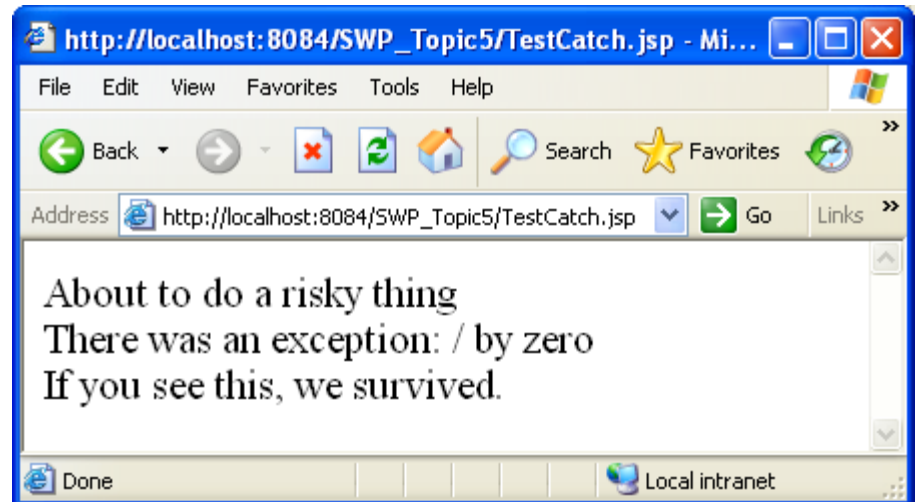 http://localhost:8084/SWP_Topic5/TestCatch.jsp - Mi...
File Edit View Favorites Tools Help
Back Search Favorites »
Address http://localhost:8084/SWP_Topic5/TestCatch.jsp Go Links »
About to do a risky thing
There was an exception: / by zero
If you see this, we survived.
Done Local intranet